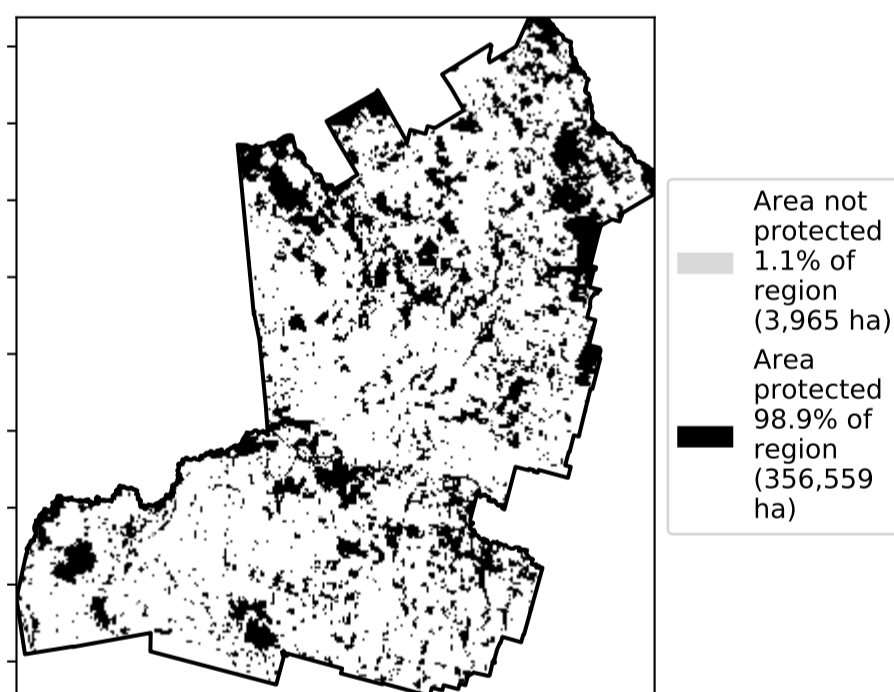 Area not
protected
1.1% of
region
(3,965 ha)
Area
protected
98.9% of
region
(356,559
ha)